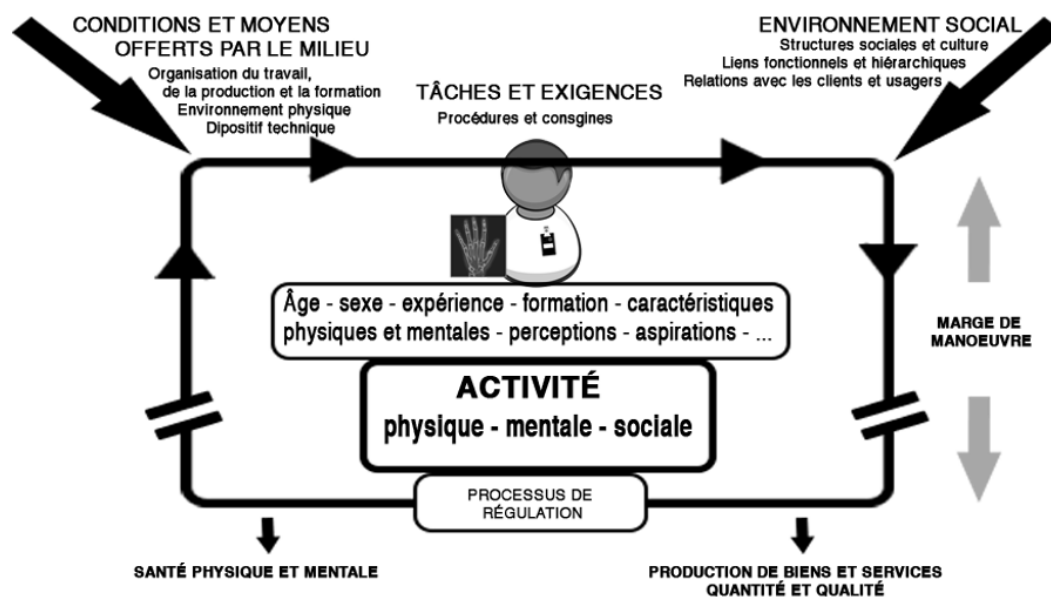 CONDITIONS ET MOYENS
OFFERTS PAR LE MILIEU
Organisation du travail,
de la production et la formation
Environnement physique
Dipositif technique
TÂCHES ET EXIGENCES
Procédures et consgines
ENVIRONNEMENT SOCIAL
Structures sociales et culture
Liens fonctionnels et hiérarchiques
Relations avec les clients et usagers
Âge - sexe - expérience - formation - caractéristiques
physiques et mentales - perceptions - aspirations - ...
ACTIVITÉ
physique - mentale - sociale
MARGE DE
MANOEUVRE
PROCESSUS DE
RÉGULATION
SANTÉ PHYSIQUE ET MENTALE
PRODUCTION DE BIENS ET SERVICES
QUANTITÉ ET QUALITÉ